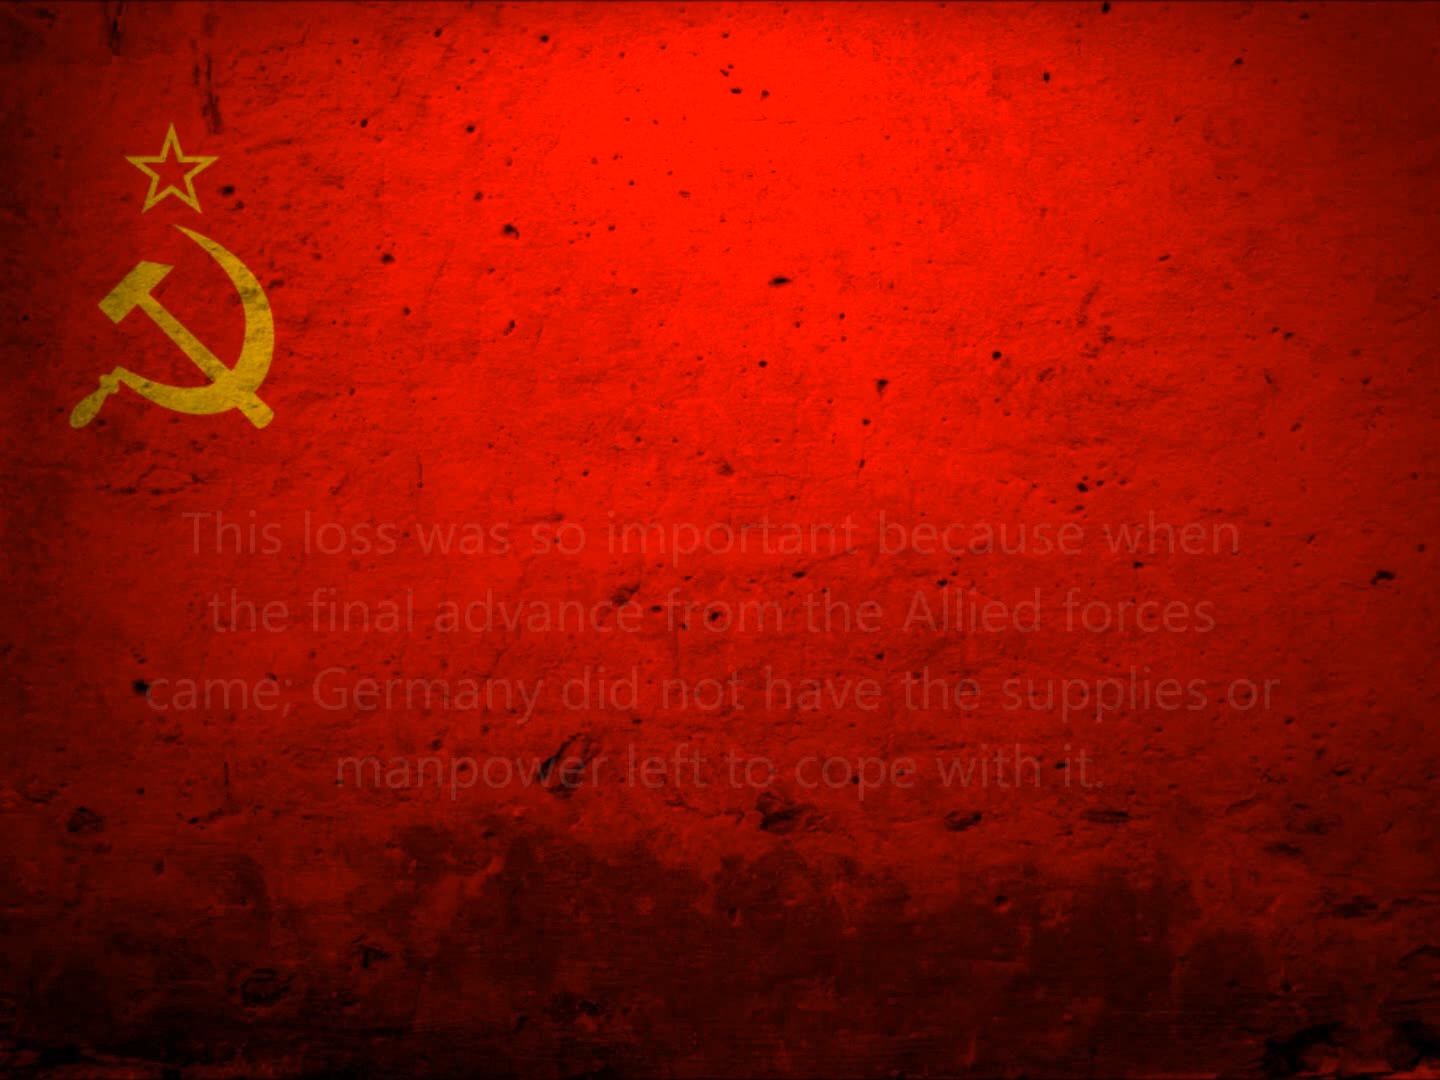 This loss was so important because when
the final advance from the Allied forces
came; Germany did not have the supplies or
manpower left to cope with it.